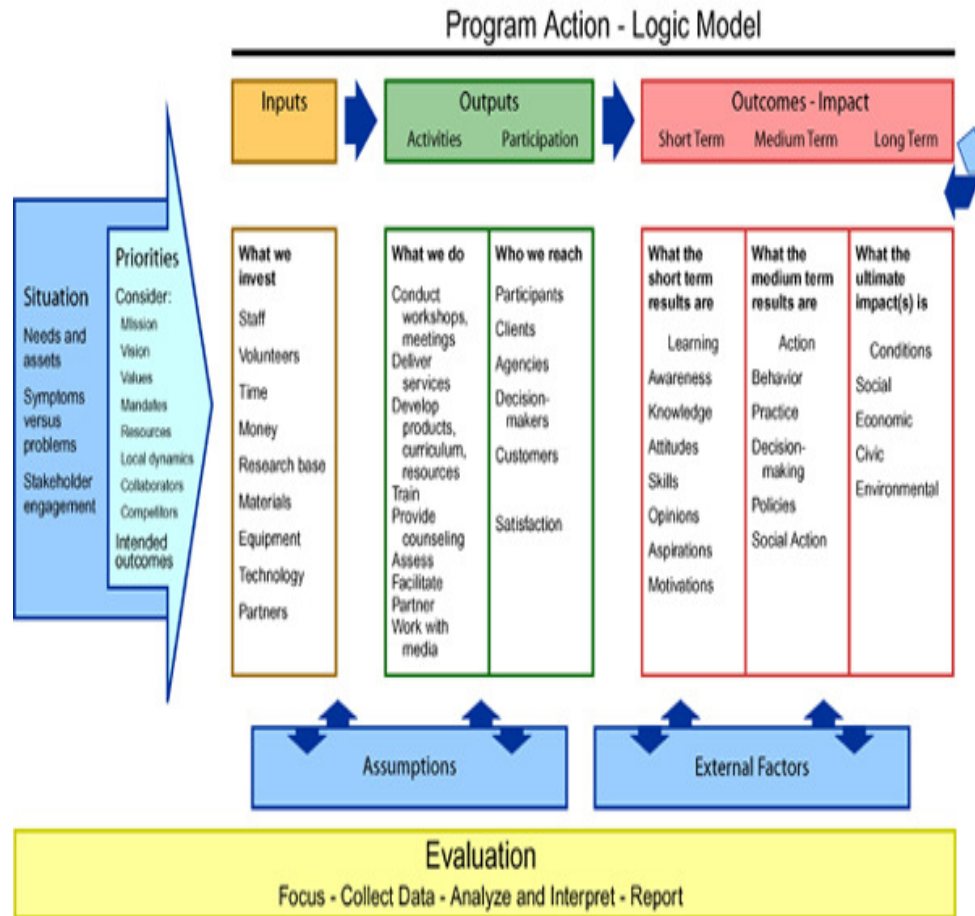 Program Action - Logic Model
Inputs
Outputs
Activities Participation
Outcomes - Impact
Short Term Medium Term Long Term
Situation
Needs and
assets
Symptoms
versus
problems
Stakeholder
engagement
Priorities
Consider:
Mission
Vision
Values
Mandates
Resources
Local dynamics
Collaborators
Competitors
Intended
outcomes
What we
invest
Staff
Volunteers
Time
Money
Research base
Materials
Equipment
Technology
Partners
What we do
Conduct
workshops,
meetings
Deliver
services
Develop
products,
curriculum,
resources
Train
Provide
counseling
Assess
Facilitate
Partner
Work with
media
Who we reach
Participants
Clients
Agencies
Decision-
makers
Customers
Satisfaction
What the
short term
results are
Learning
Awareness
Knowledge
Attitudes
Skills
Opinions
Aspirations
Motivations
What the
medium term
results are
Action
Behavior
Practice
Decision-
making
Policies
Social Action
What the
ultimate
impact(s) is
Conditions
Social
Economic
Civic
Environmental
Assumptions
External Factors
Evaluation
Focus - Collect Data - Analyze and Interpret - Report